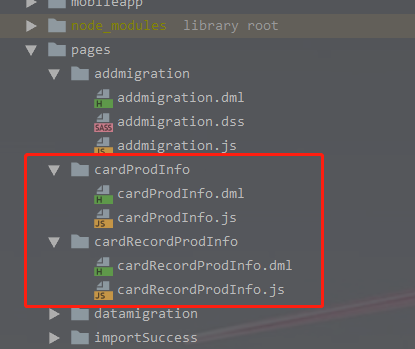 mobileapp
node_modules library root
pages
addmigration
H addmigration.dml
SASS addmigration.dss
JS addmigration.js
cardProdInfo
H cardProdInfo.dml
JS cardProdInfo.js
cardRecordProdInfo
H cardRecordProdInfo.dml
JS cardRecordProdInfo.js
datamigration
importSuccess